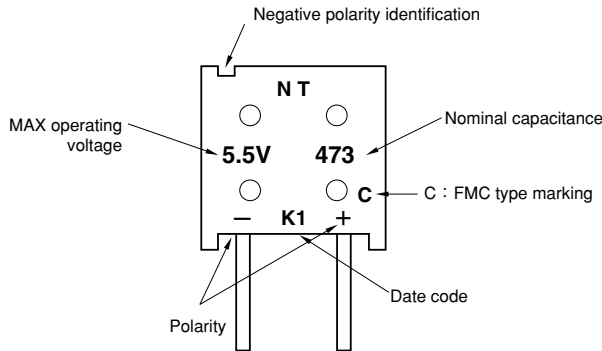 Negative polarity identification
N T
MAX operating
voltage
Nominal capacitance
5.5V 473
C
C : FMC type marking
− K1 +
Date code
Polarity